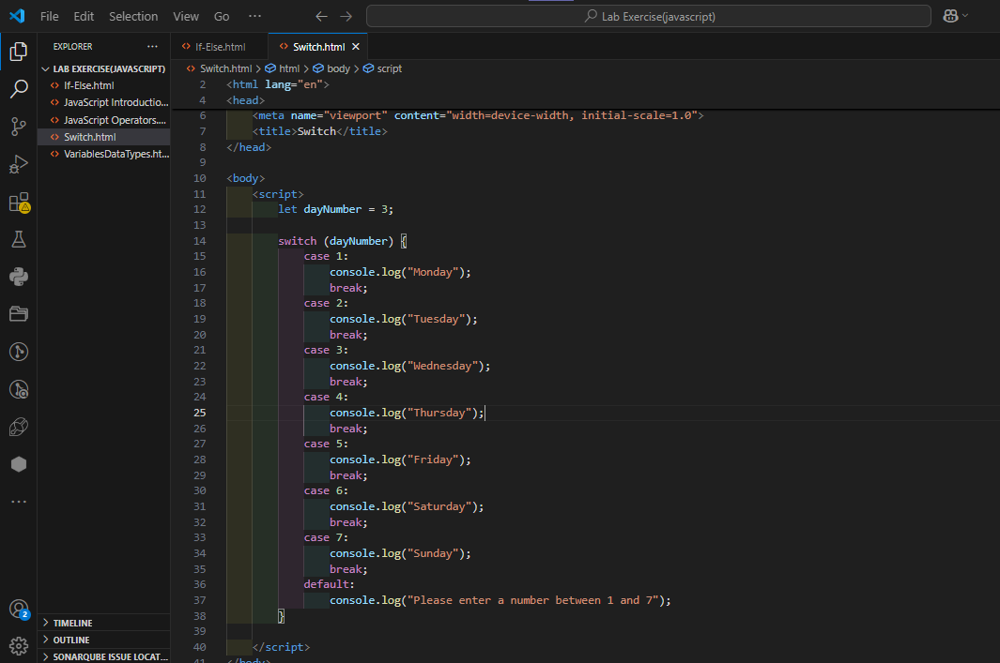 File Edit Selection View Go ··· Lab Exercise(javascript)
EXPLORER ···
If-Else.html Switch.html ×
LAB EXERCISE(JAVASCRIPT)
If-Else.html
JavaScript Introductio...
JavaScript Operators....
Switch.html
VariablesDataTypes.ht...
TIMELINE
OUTLINE
SONARQUBE ISSUE LOCAT...
2
Switch.html > html > body > script
2 <html lang="en">
4 <head>
6 <meta name="viewport" content="width=device-width, initial-scale=1.0">
7 <title>Switch</title>
8 </head>
9
10 <body>
11 <script>
12 let dayNumber = 3;
13
14 switch (dayNumber) {
15 case 1:
16 console.log("Monday");
17 break;
18 case 2:
19 console.log("Tuesday");
20 break;
21 case 3:
22 console.log("Wednesday");
23 break;
24 case 4:
25 console.log("Thursday");
26 break;
27 case 5:
28 console.log("Friday");
29 break;
30 case 6:
31 console.log("Saturday");
32 break;
33 case 7:
34 console.log("Sunday");
35 break;
36 default:
37 console.log("Please enter a number between 1 and 7");
38 }
39
40 </script>
41 </body>